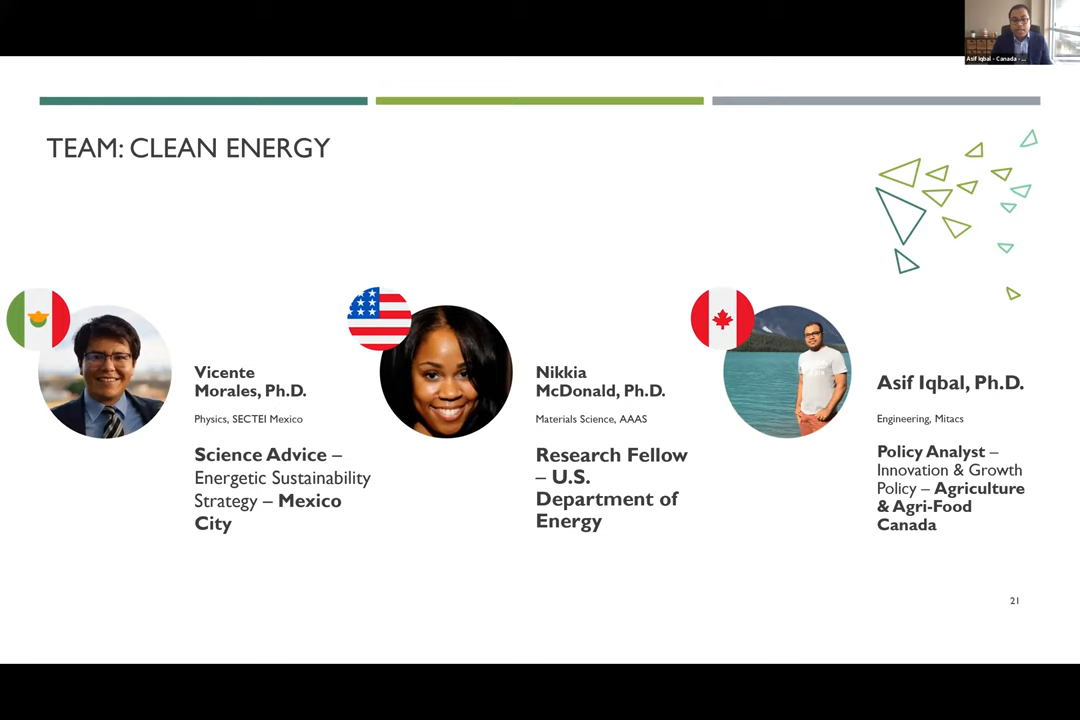 Asif Iqbal - Canada - ...
TEAM: CLEAN ENERGY
Vicente
Morales, Ph.D.
Physics, SECTEI Mexico
Science Advice –
Energetic Sustainability
Strategy – Mexico
City
Nikkia
McDonald, Ph.D.
Materials Science, AAAS
Research Fellow
– U.S.
Department of
Energy
Asif Iqbal, Ph.D.
Engineering, Mitacs
Policy Analyst –
Innovation & Growth
Policy – Agriculture
& Agri-Food
Canada
21